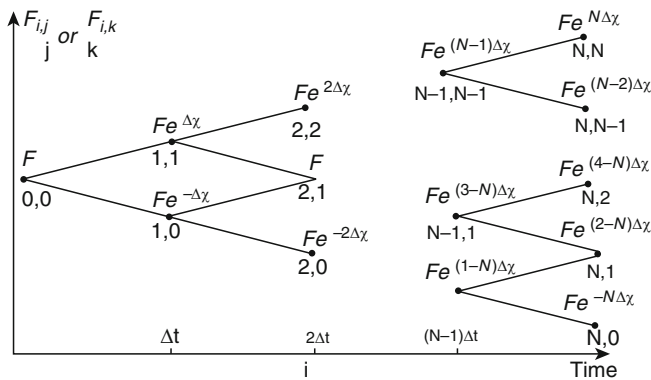 F_{i,j} or F_{i,k}
j k
Fe^{NΔχ}
N,N
Fe^{(N−1)Δχ}
N−1,N−1
Fe^{(N−2)Δχ}
N,N−1
Fe^{2Δχ}
2,2
Fe^{Δχ}
1,1
F
0,0
F
2,1
Fe^{−Δχ}
1,0
Fe^{−2Δχ}
2,0
Fe^{(4−N)Δχ}
N,2
Fe^{(3−N)Δχ}
N−1,1
Fe^{(2−N)Δχ}
N,1
Fe^{(1−N)Δχ}
Fe^{−NΔχ}
N,0
Δt 2Δt (N−1)Δt
i Time